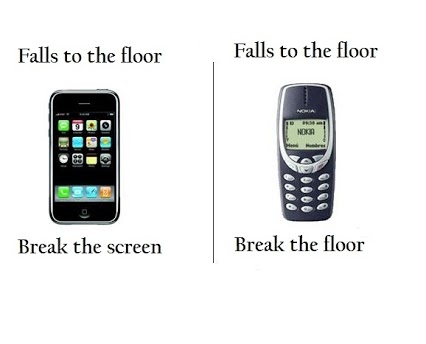 Falls to the floor
Break the screen
Falls to the floor
NOKIA
NOKIA
Menú Nombres
Break the floor